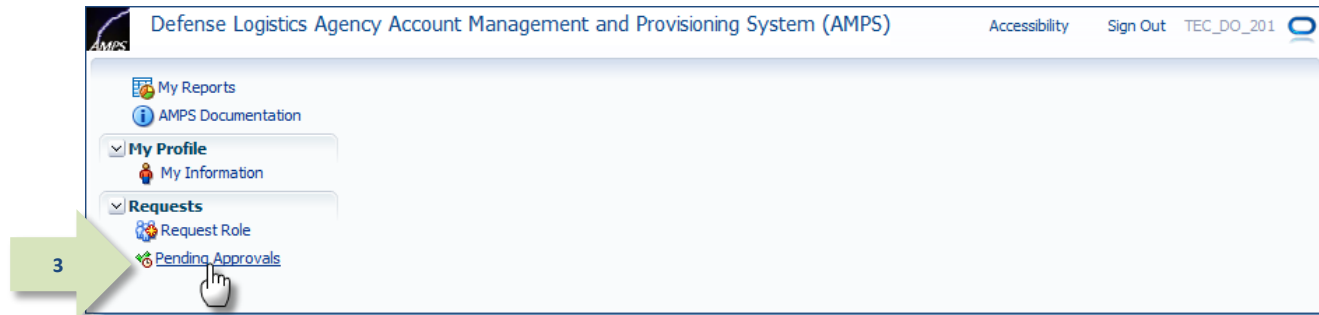 AMPS
Defense Logistics Agency Account Management and Provisioning System (AMPS)
Accessibility
Sign Out
TEC_DO_201
My Reports
AMPS Documentation
My Profile
My Information
Requests
Request Role
3
Pending Approvals